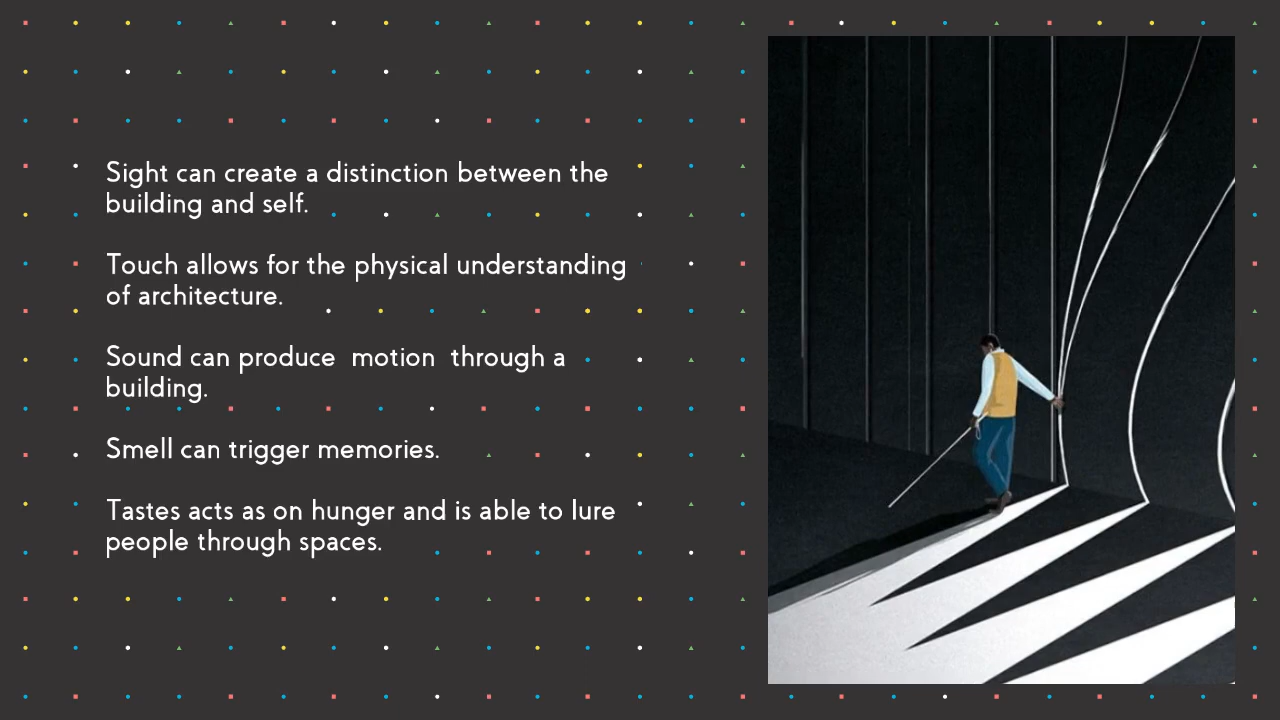 Sight can create a distinction between the
building and self.
Touch allows for the physical understanding
of architecture.
Sound can produce motion through a
building.
Smell can trigger memories.
Tastes acts as on hunger and is able to lure
people through spaces.